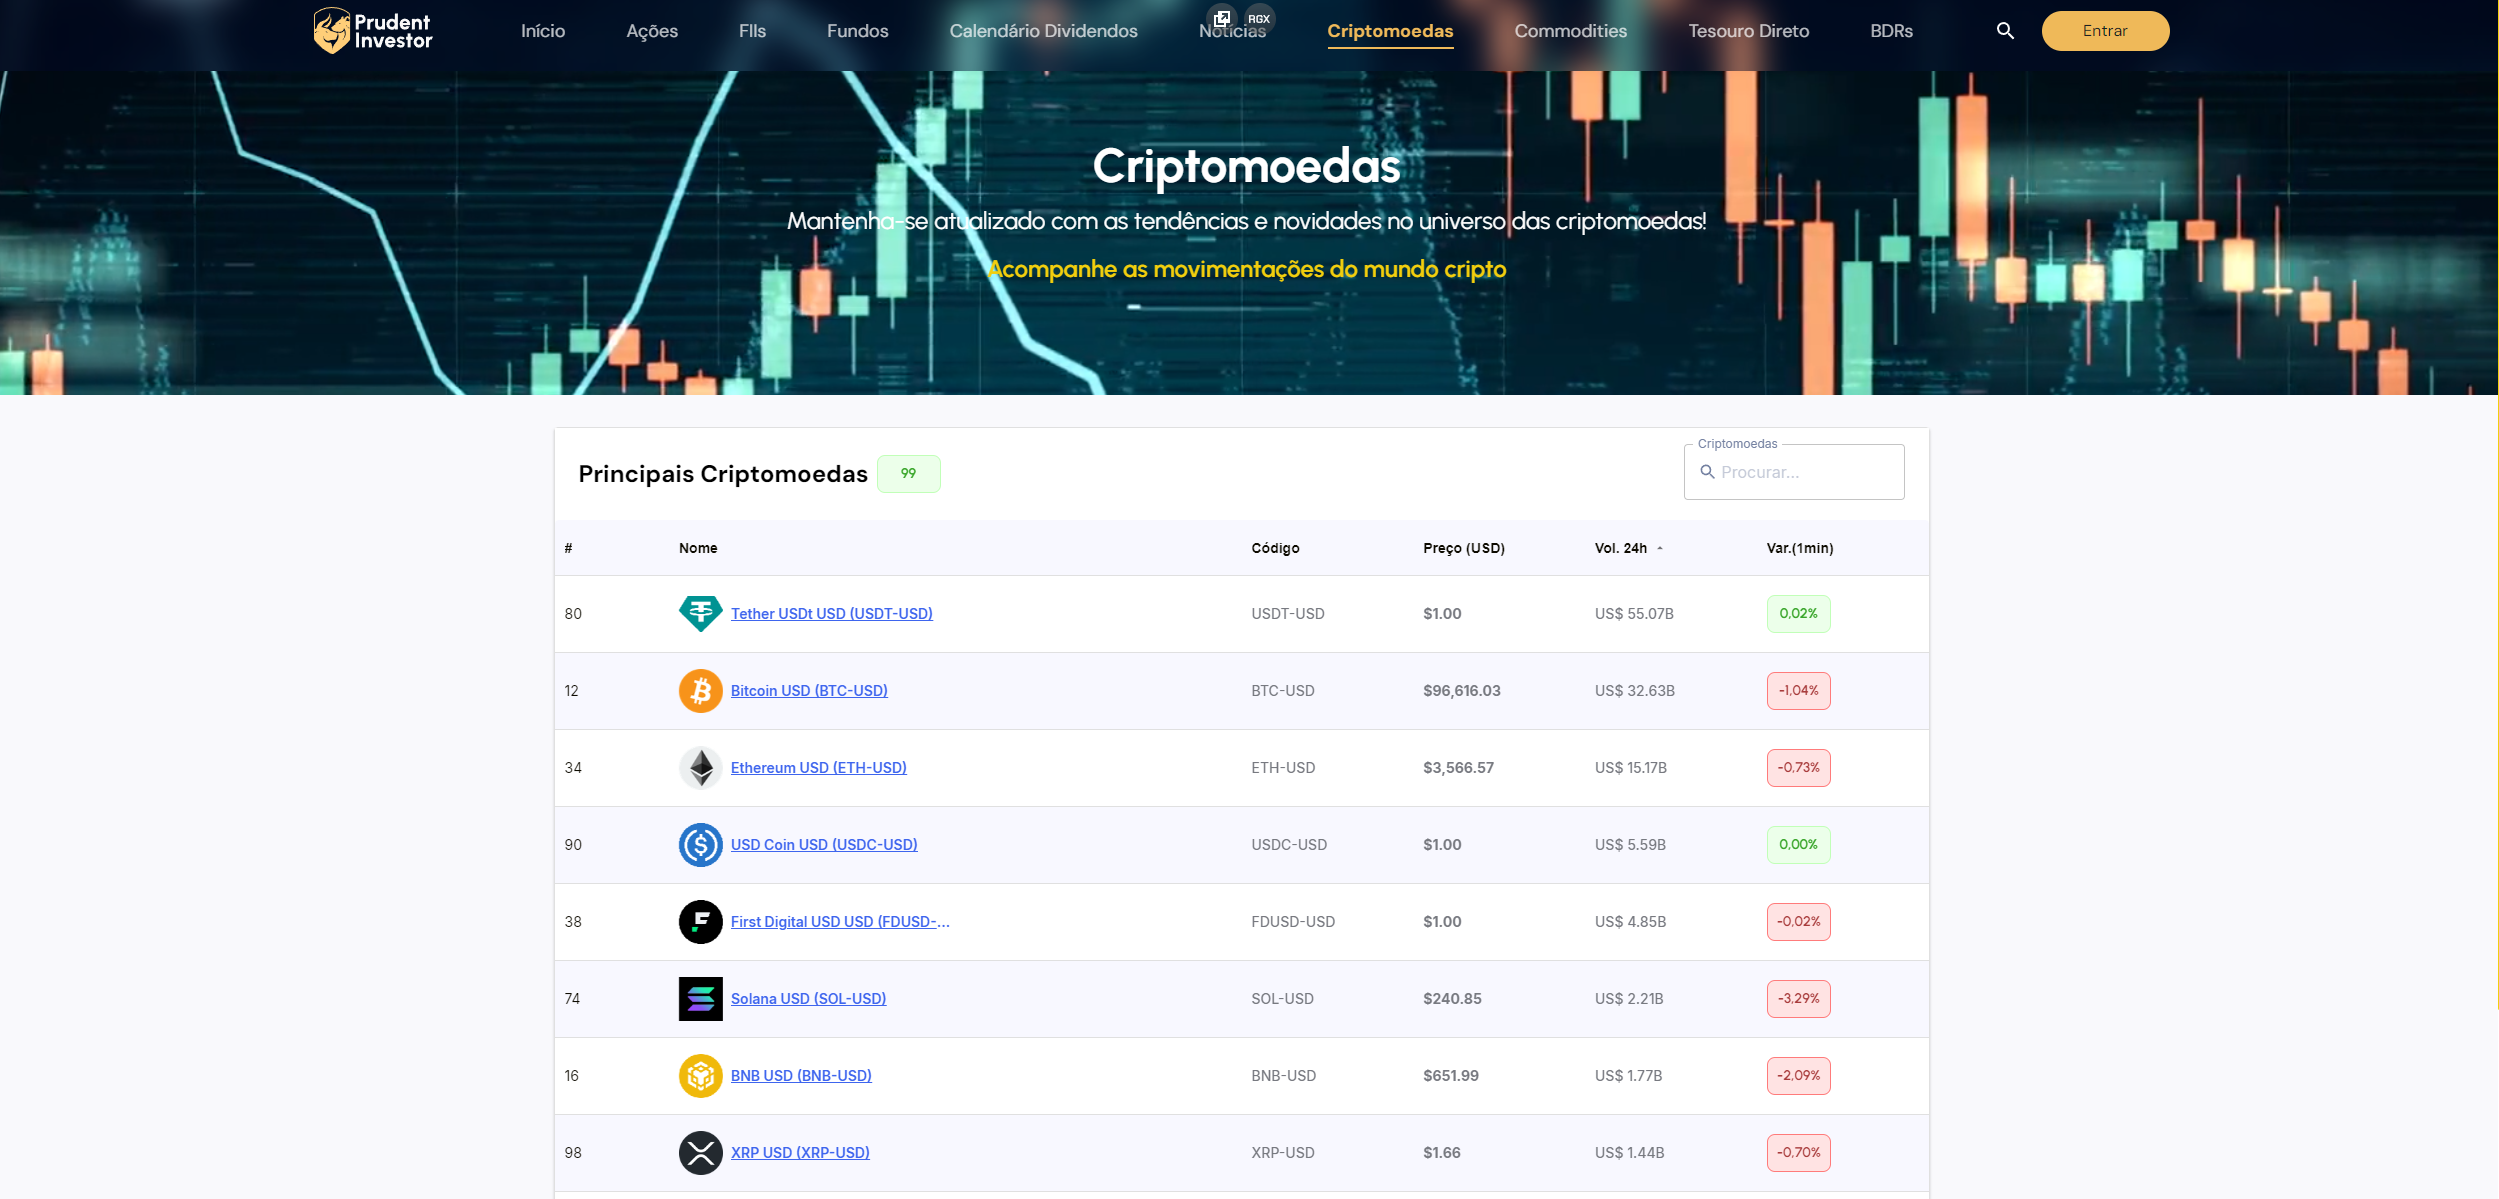 Prudent
Investor
Início Ações FIIs Fundos Calendário Dividendos Notícias Criptomoedas Commodities Tesouro Direto BDRs Entrar
RGX
Criptomoedas
Mantenha-se atualizado com as tendências e novidades no universo das criptomoedas!
Acompanhe as movimentações do mundo cripto
Principais Criptomoedas 99
Criptomoedas
Procurar...
# Nome Código Preço (USD) Vol. 24h Var.(1min)
80 Tether USDt USD (USDT-USD) USDT-USD $1.00 US$ 55.07B 0,02%
12 Bitcoin USD (BTC-USD) BTC-USD $96,616.03 US$ 32.63B -1,04%
34 Ethereum USD (ETH-USD) ETH-USD $3,566.57 US$ 15.17B -0,73%
90 USD Coin USD (USDC-USD) USDC-USD $1.00 US$ 5.59B 0,00%
38 First Digital USD USD (FDUSD-... FDUSD-USD $1.00 US$ 4.85B -0,02%
74 Solana USD (SOL-USD) SOL-USD $240.85 US$ 2.21B -3,29%
16 BNB USD (BNB-USD) BNB-USD $651.99 US$ 1.77B -2,09%
98 XRP USD (XRP-USD) XRP-USD $1.66 US$ 1.44B -0,70%